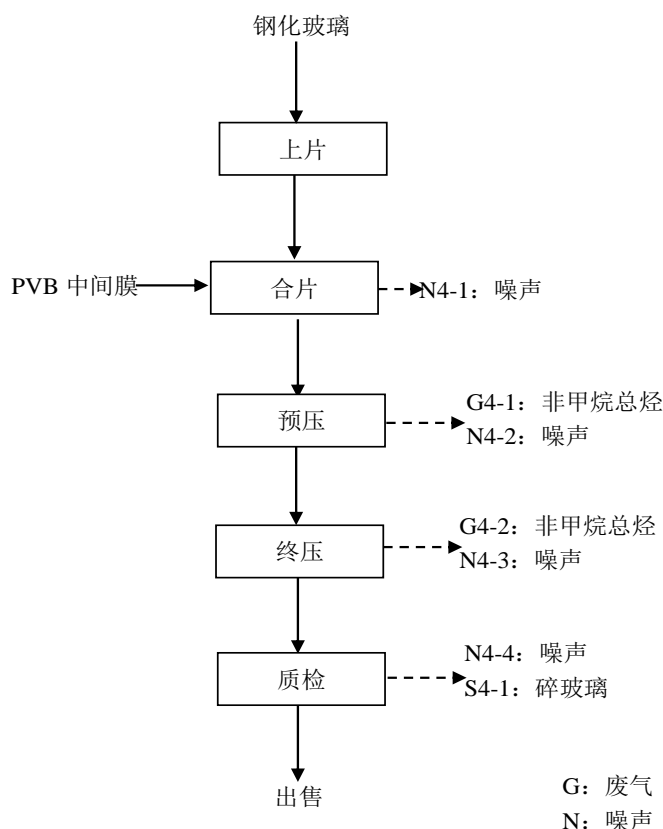 钢化玻璃
上片
PVB 中间膜
合片
N4-1：噪声
预压
G4-1：非甲烷总烃
N4-2：噪声
终压
G4-2：非甲烷总烃
N4-3：噪声
质检
N4-4：噪声
S4-1：碎玻璃
出售
G：废气
N：噪声